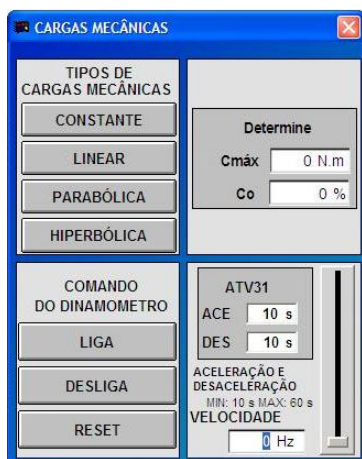 CARGAS MECÂNICAS
TIPOS DE
CARGAS MECÂNICAS
CONSTANTE
LINEAR
PARABÓLICA
HIPERBÓLICA
Determine
Cmáx 0 N.m
Co 0 %
COMANDO
DO DINAMOMETRO
LIGA
DESLIGA
RESET
ATV31
ACE 10 s
DES 10 s
ACELERAÇÃO E
DESACELERAÇÃO
MIN: 10 s MAX: 60 s
VELOCIDADE
0 Hz